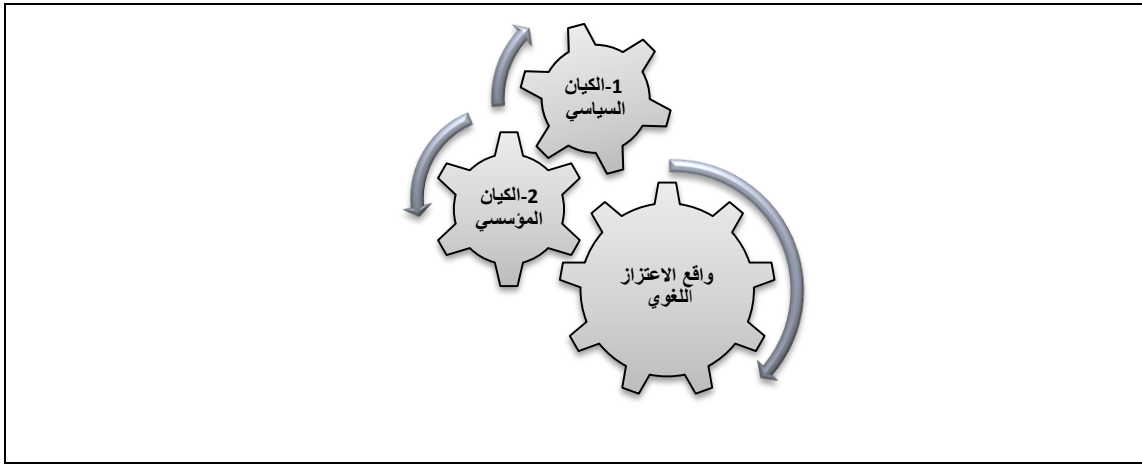 1-الكيان
السياسي
2-الكيان
المؤسسي
واقع الاعتزاز
اللغوي